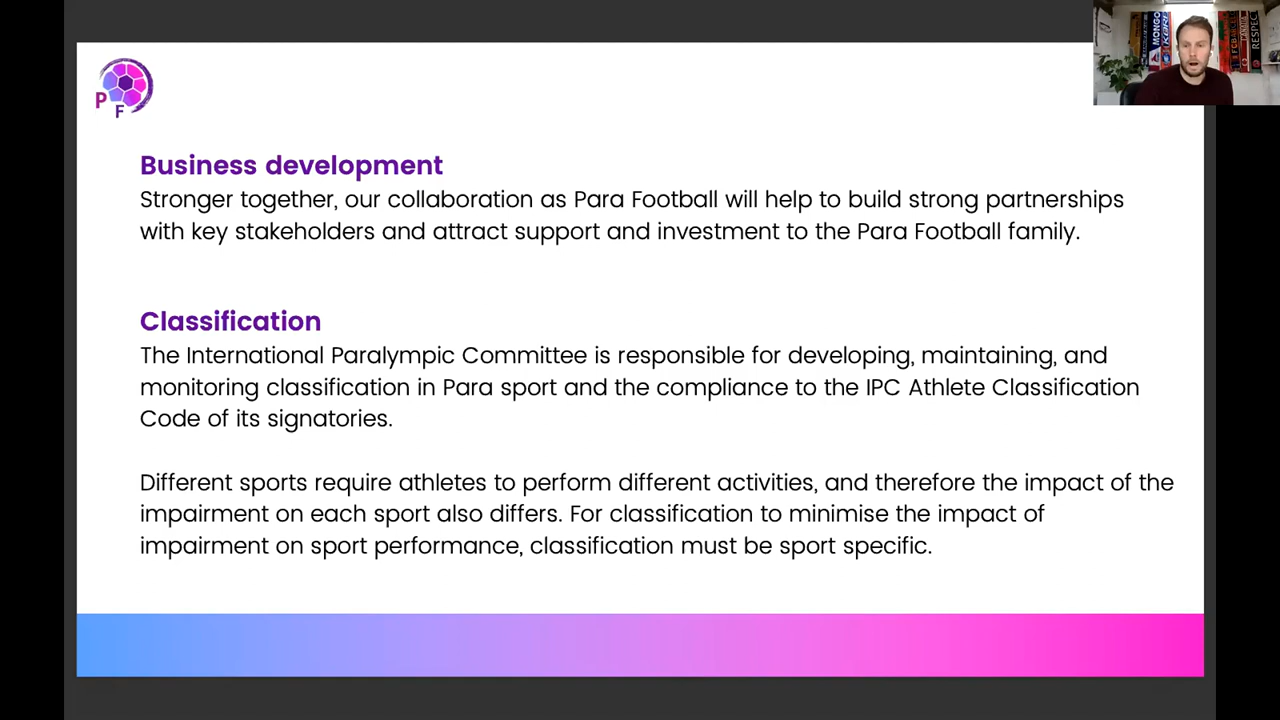 P
F
MONGO
FCB
CANADA
RESPEC
Business development
Stronger together, our collaboration as Para Football will help to build strong partnerships
with key stakeholders and attract support and investment to the Para Football family.
Classification
The International Paralympic Committee is responsible for developing, maintaining, and
monitoring classification in Para sport and the compliance to the IPC Athlete Classification
Code of its signatories.
Different sports require athletes to perform different activities, and therefore the impact of the
impairment on each sport also differs. For classification to minimise the impact of
impairment on sport performance, classification must be sport specific.